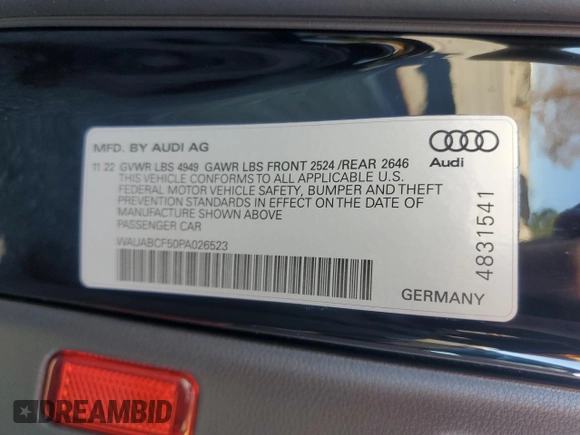 MFD. BY AUDI AG
11 22 GVWR LBS 4949 GAWR LBS FRONT 2524 /REAR 2646
THIS VEHICLE CONFORMS TO ALL APPLICABLE U.S.
FEDERAL MOTOR VEHICLE SAFETY, BUMPER AND THEFT
PREVENTION STANDARDS IN EFFECT ON THE DATE OF
MANUFACTURE SHOWN ABOVE
PASSENGER CAR
WAUABCF50PA026523
Audi
4831541
GERMANY
DREAMBID